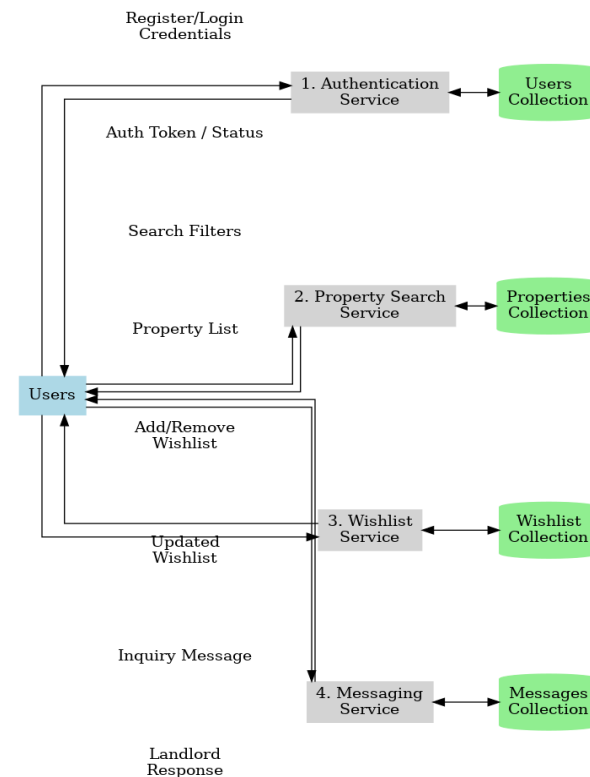 Register/Login
Credentials
1. Authentication
Service
Users
Collection
Auth Token / Status
Search Filters
2. Property Search
Service
Properties
Collection
Property List
Users
Add/Remove
Wishlist
3. Wishlist
Service
Wishlist
Collection
Updated
Wishlist
Inquiry Message
4. Messaging
Service
Messages
Collection
Landlord
Response